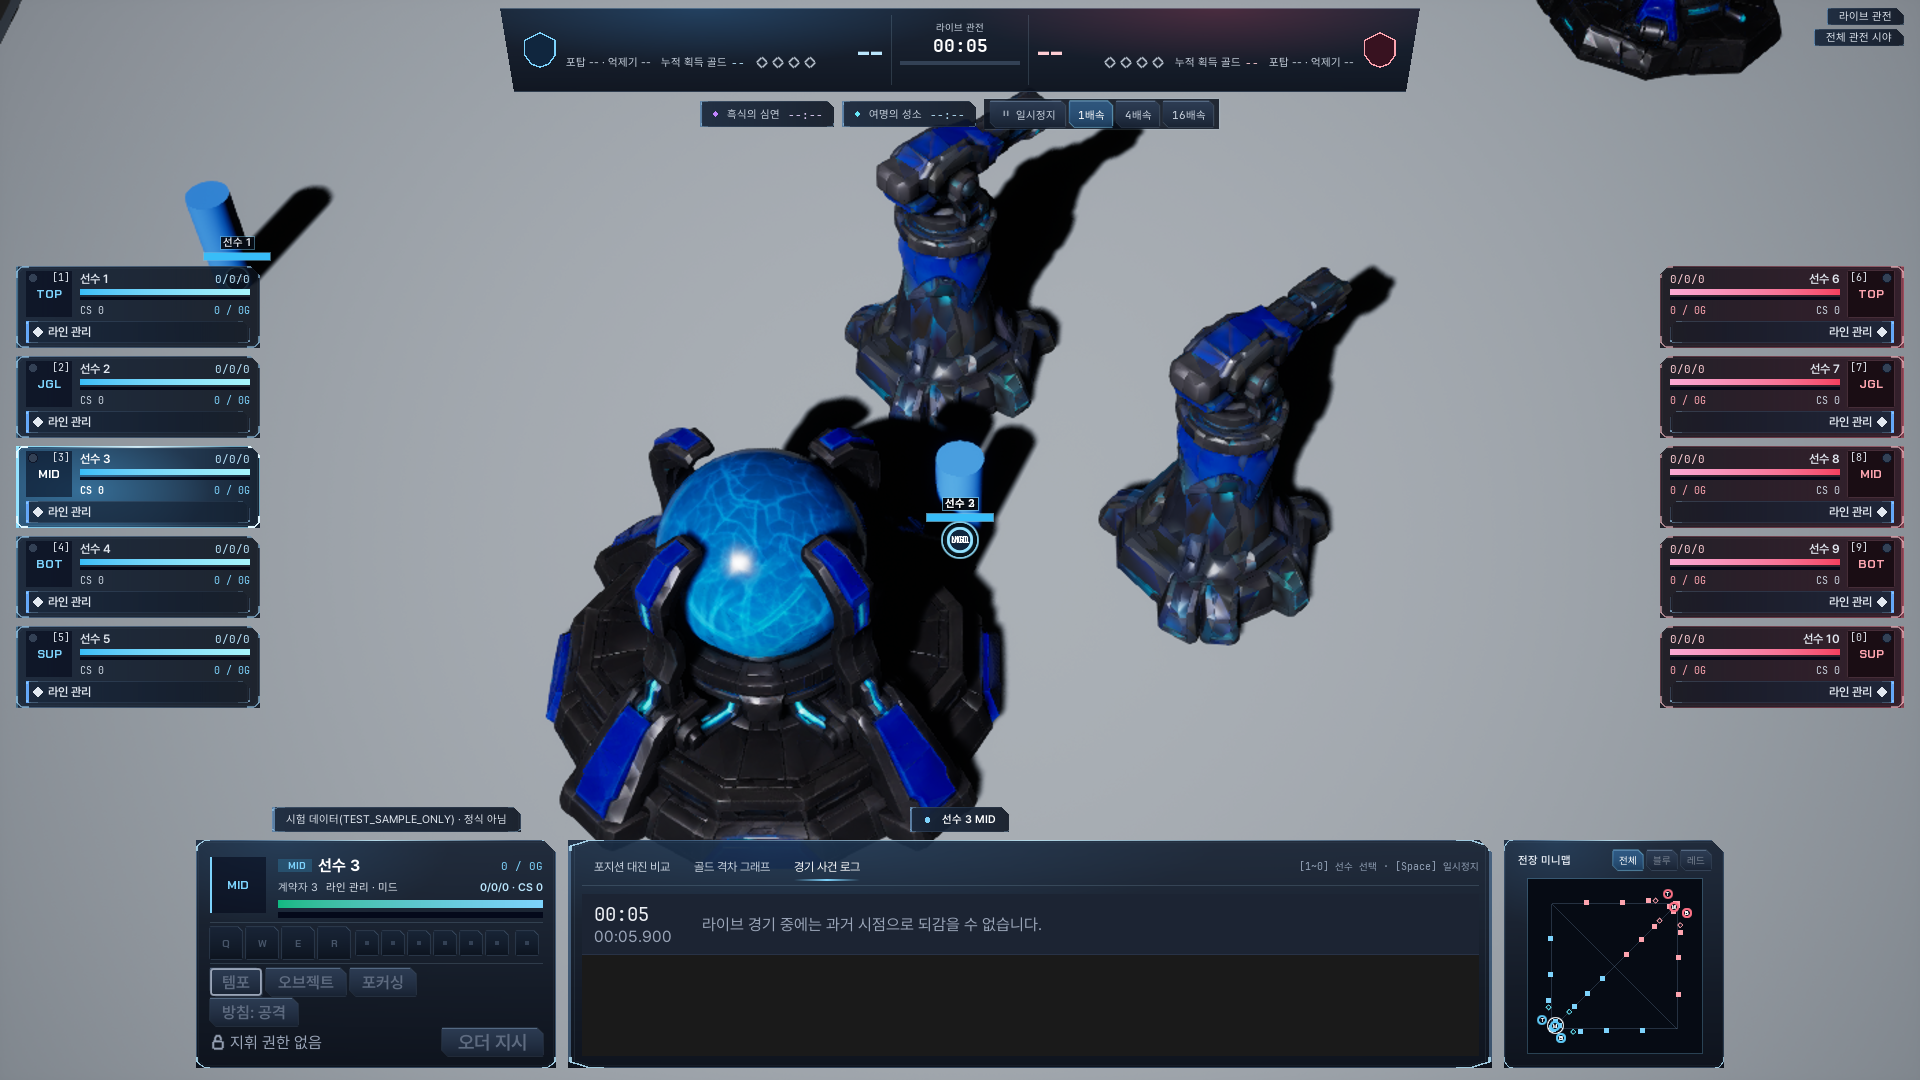 라이브 관전
00:05
포탑 -- · 억제기 -- 누적 획득 골드 --
--
--
누적 획득 골드 -- 포탑 -- · 억제기 --
라이브 관전
전체 관전 시야
흑식의 심연 --:--
여명의 성소 --:--
일시정지
1배속
4배속
16배속
선수 1
[1] 선수 1 0/0/0
TOP
CS 0 0 / 0G
라인 관리
[2] 선수 2 0/0/0
JGL
CS 0 0 / 0G
라인 관리
[3] 선수 3 0/0/0
MID
CS 0 0 / 0G
라인 관리
[4] 선수 4 0/0/0
BOT
CS 0 0 / 0G
라인 관리
[5] 선수 5 0/0/0
SUP
CS 0 0 / 0G
라인 관리
0/0/0 선수 6 [6]
TOP
0 / 0G CS 0
라인 관리
0/0/0 선수 7 [7]
JGL
0 / 0G CS 0
라인 관리
0/0/0 선수 8 [8]
MID
0 / 0G CS 0
라인 관리
0/0/0 선수 9 [9]
BOT
0 / 0G CS 0
라인 관리
0/0/0 선수 10 [0]
SUP
0 / 0G CS 0
라인 관리
시험 데이터(TEST_SAMPLE_ONLY) · 정식 아님
선수 3 MID
MID
MID 선수 3 0 / 0G
계약자 3 라인 관리 · 미드 0/0/0 · CS 0
Q W E R
템포
오브젝트
포커싱
방침: 공격
지휘 권한 없음
오더 지시
포지션 대진 비교
골드 격차 그래프
경기 사건 로그
[1~0] 선수 선택 · [Space] 일시정지
00:05
00:05.900
라이브 경기 중에는 과거 시점으로 되감을 수 없습니다.
전장 미니맵
전체
블루
레드